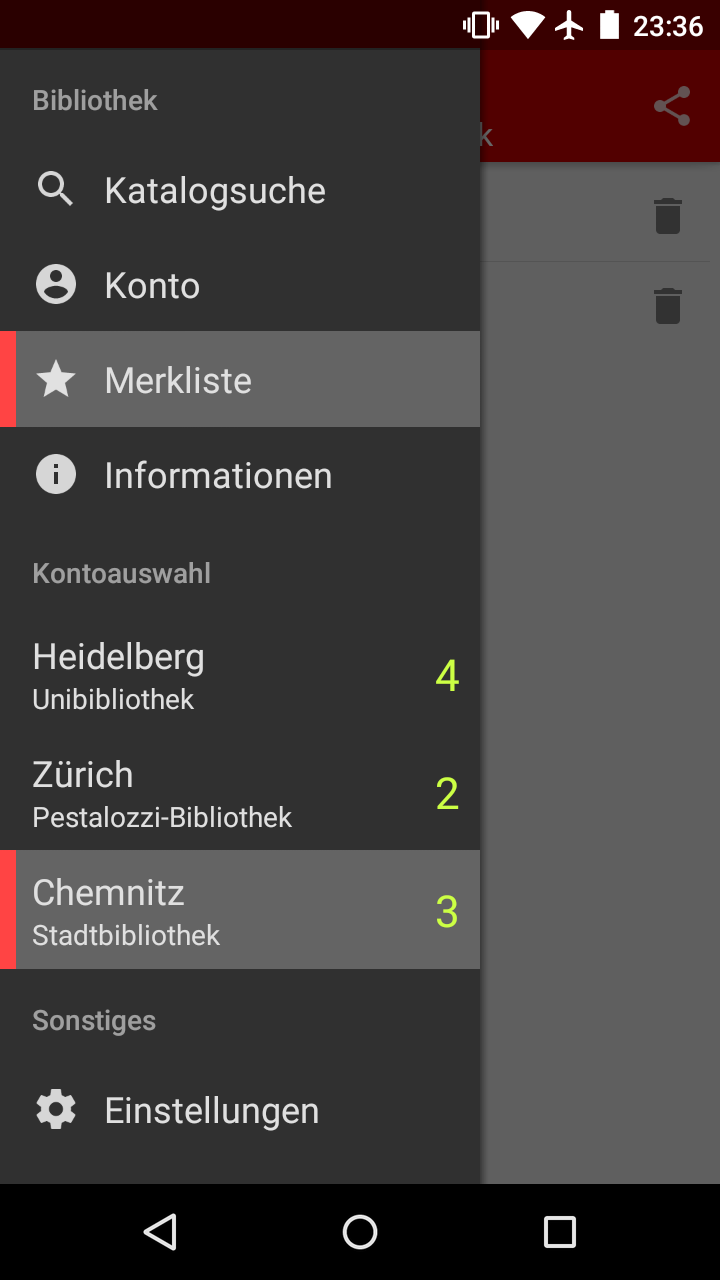 23:36
Bibliothek
k
Katalogsuche
Konto
Merkliste
Informationen
Kontoauswahl
Heidelberg
4
Unibibliothek
Zürich
2
Pestalozzi-Bibliothek
Chemnitz
3
Stadtbibliothek
Sonstiges
Einstellungen